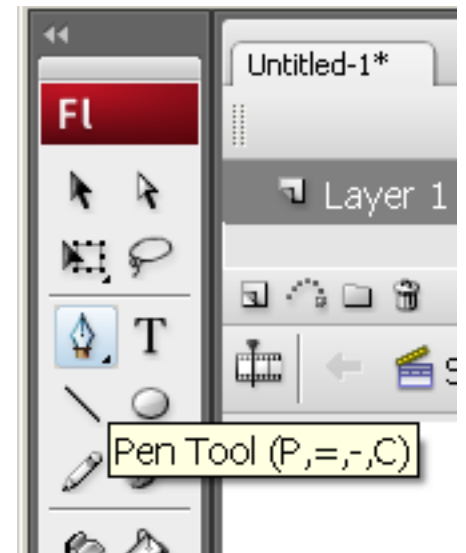 Untitled-1*
Fl
Layer 1
T
S
Pen Tool (P,=,-,C)